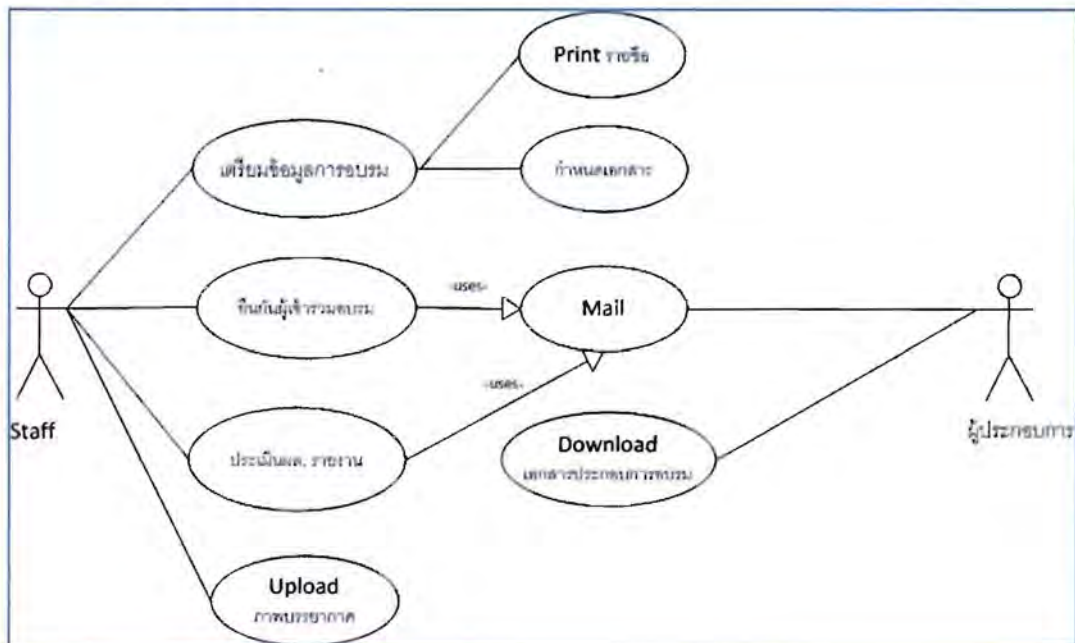 Print รายชื่อ
เตรียมข้อมูลการอบรม
กำหนดเอกสาร
ยืนยันผู้เข้าร่วมอบรม
-uses-
Mail
-uses-
Staff
ประเมินผล, รายงาน
Download
เอกสารประกอบการอบรม
ผู้ประกอบการ
Upload
ภาพบรรยากาศ